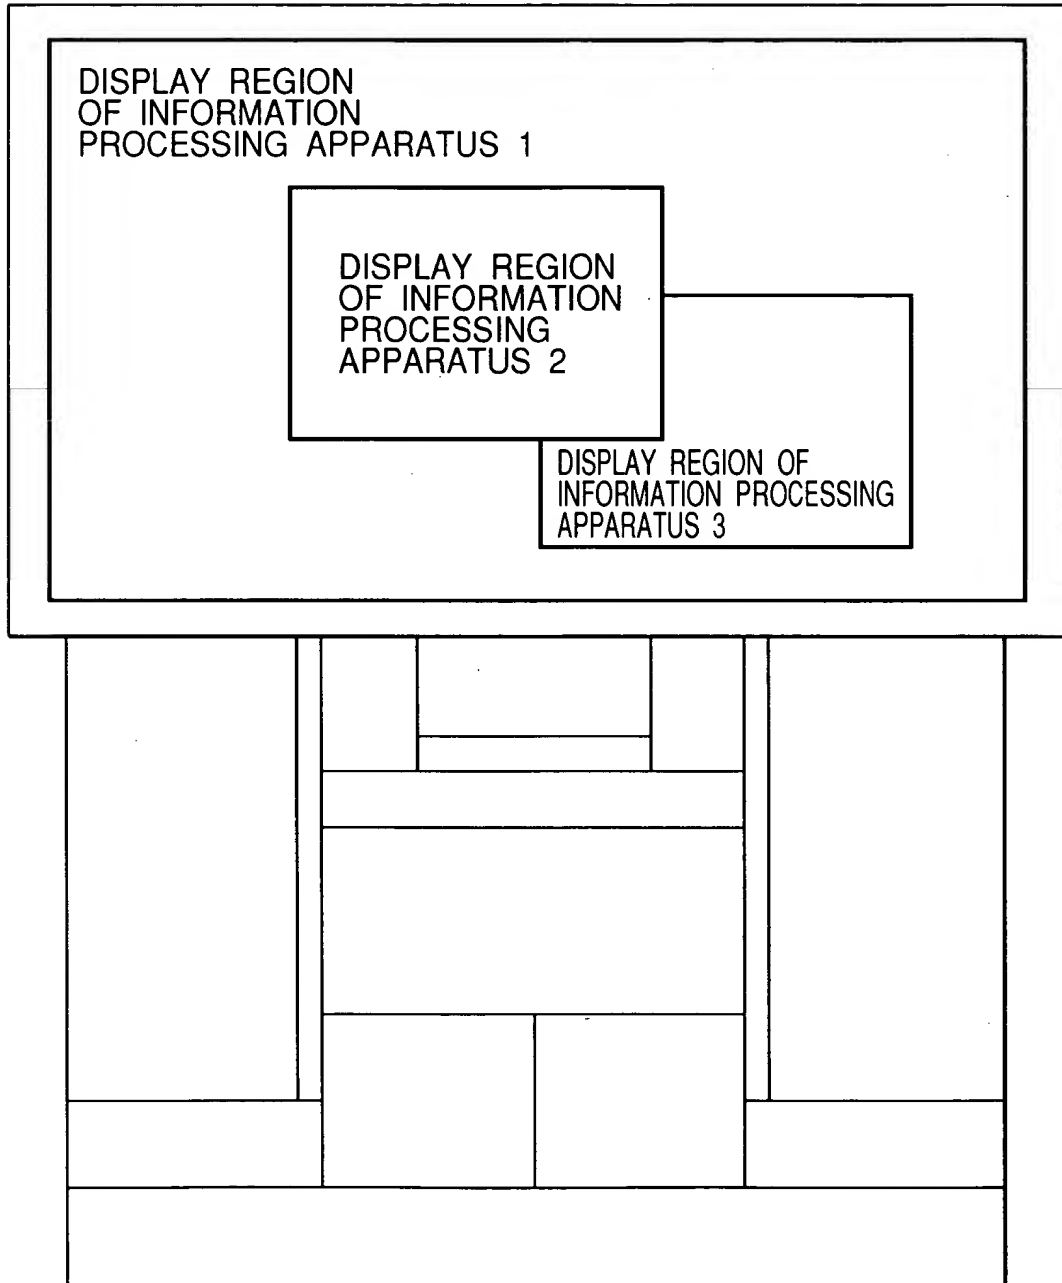 DISPLAY REGION
OF INFORMATION
PROCESSING APPARATUS 1
DISPLAY REGION
OF INFORMATION
PROCESSING
APPARATUS 2
DISPLAY REGION OF
INFORMATION PROCESSING
APPARATUS 3